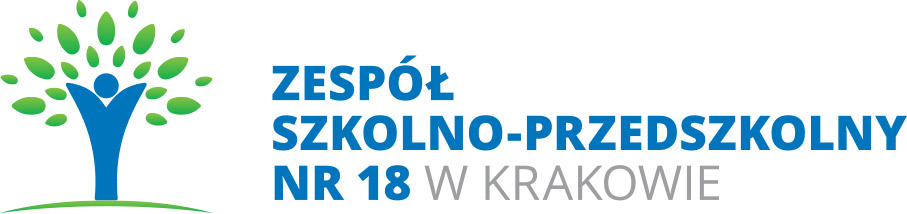 ZESPÓŁ
SZKOLNO-PRZEDSZKOLNY
NR 18 W KRAKOWIE